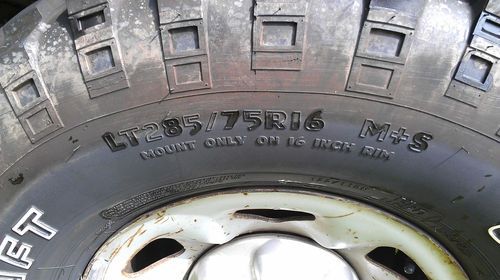 LT285/75R16 M+S
MOUNT ONLY ON 16 INCH RIM